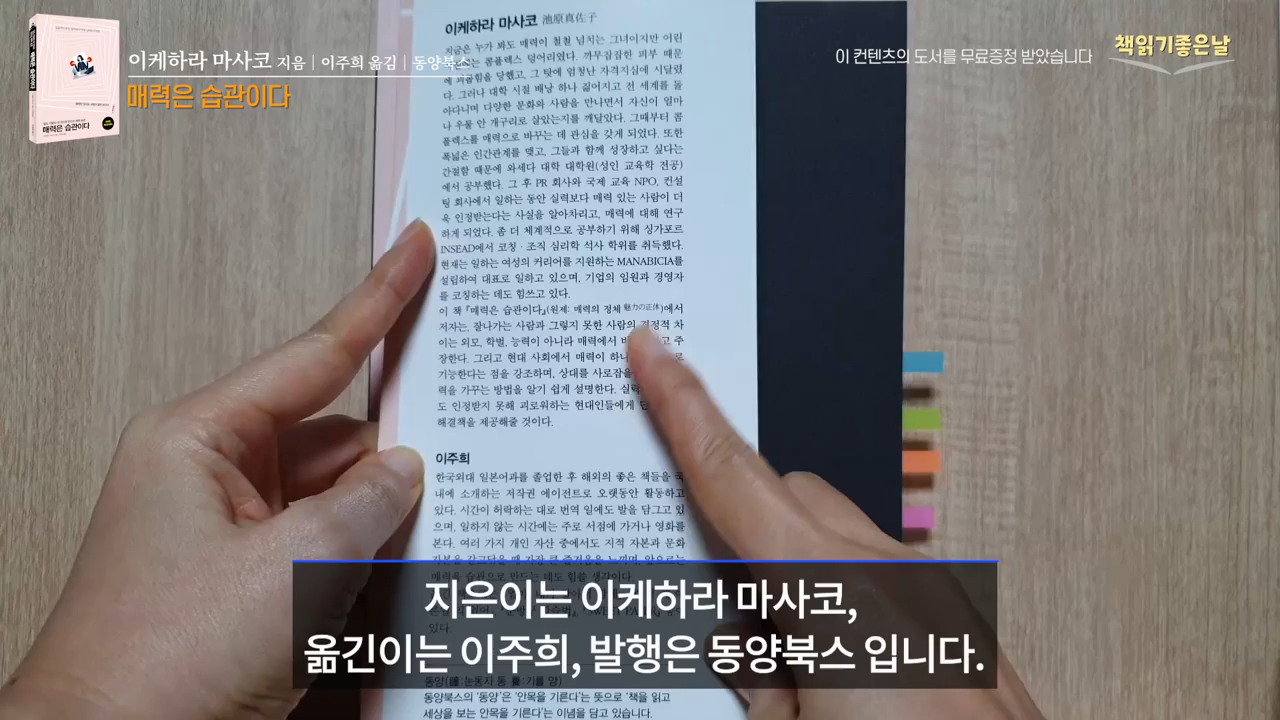 이케하라 마사코 지음 | 이주희 옮김 | 동양북스
매력은 습관이다
이 컨텐츠의 도서를 무료증정 받았습니다
책읽기좋은날
매력은 습관이다
이케하라 마사코 池原真佐子
지금은 누가 봐도 매력이 철철 넘치는 그녀이지만 어린
는 콤플렉스 덩어리였다. 까무잡잡한 피부 때문
에 괴롭힘을 당했고, 그 탓에 엄청난 자격지심에 시달렸
다. 그러나 대학 시절 배낭 하나 짊어지고 전 세계를 돌
아다니며 다양한 문화와 사람을 만나면서 자신이 얼마
나 우물 안 개구리로 살았는지를 깨달았다. 그때부터 콤
플렉스를 매력으로 바꾸는 데 관심을 갖게 되었다. 또한
폭넓은 인간관계를 맺고, 그들과 함께 성장하고 싶다는
간절함 때문에 와세다 대학 대학원(성인 교육학 전공)
에서 공부했다. 그 후 PR 회사와 국제 교육 NPO, 컨설
팅 회사에서 일하는 동안 실력보다 매력 있는 사람이 더
욱 인정받는다는 사실을 알아차리고, 매력에 대해 연구
하게 되었다. 좀 더 체계적으로 공부하기 위해 싱가포르
INSEAD에서 코칭·조직 심리학 석사 학위를 취득했다.
현재는 일하는 여성의 커리어를 지원하는 MANABICIA를
설립하여 대표로 일하고 있으며, 기업의 임원과 경영자
를 코칭하는 데도 힘쓰고 있다.
이 책 『매력은 습관이다』(원제: 매력의 정체 魅力の正体)에서
저자는, 잘나가는 사람과 그렇지 못한 사람의 결정적 차
이는 외모, 학벌, 능력이 아니라 매력에서 고 주
장한다. 그리고 현대 사회에서 매력이 하나 로
기능한다는 점을 강조하며, 상대를 사로잡을
력을 가꾸는 방법을 알기 쉽게 설명한다. 실력
도 인정받지 못해 괴로워하는 현대인들에게
해결책을 제공해줄 것이다.
이주희
한국외대 일본어과를 졸업한 후 해외의 좋은 책들을 국
내에 소개하는 저작권 에이전트로 오랫동안 활동하고
있다. 시간이 허락하는 대로 번역 일에도 발을 담그고 있
으며, 일하지 않는 시간에는 주로 서점에 가거나 영화를
본다. 여러 가지 개인 자산 중에서도 지적 자본과 문화
매력을 습관으로 만드는 데도 힘쓸 생각이다.
있다.
지은이는 이케하라 마사코,
옮긴이는 이주희, 발행은 동양북스 입니다.
동양북스의 '동양'은 '안목을 기른다'는 뜻으로 '책을 읽고
세상을 보는 안목을 기른다'는 이념을 담고 있습니다.